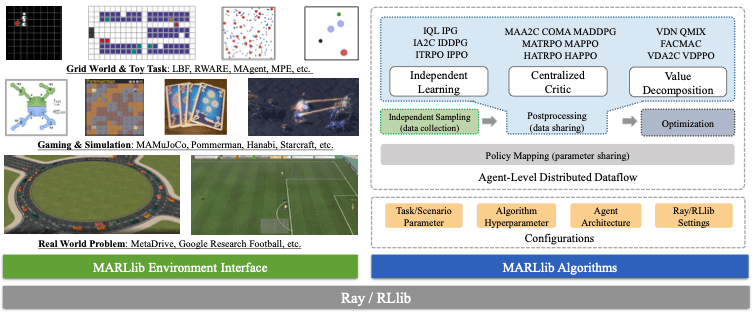 Grid World & Toy Task: LBF, RWARE, MAgent, MPE, etc.
Gaming & Simulation: MAMuJoCo, Pommerman, Hanabi, Starcraft, etc.
Real World Problem: MetaDrive, Google Research Football, etc.
MARLlib Environment Interface
IQL IPG
IA2C IDDPG
ITRPO IPPO
Independent
Learning
MAA2C COMA MADDPG
MATRPO MAPPO
HATRPO HAPPO
Centralized
Critic
VDN QMIX
FACMAC
VDA2C VDPPO
Value
Decomposition
Independent Sampling
(data collection)
Postprocessing
(data sharing)
Optimization
Policy Mapping (parameter sharing)
Agent-Level Distributed Dataflow
Task/Scenario
Parameter
Algorithm
Hyperparameter
Agent
Architecture
Ray/RLlib
Settings
Configurations
MARLlib Algorithms
Ray / RLlib